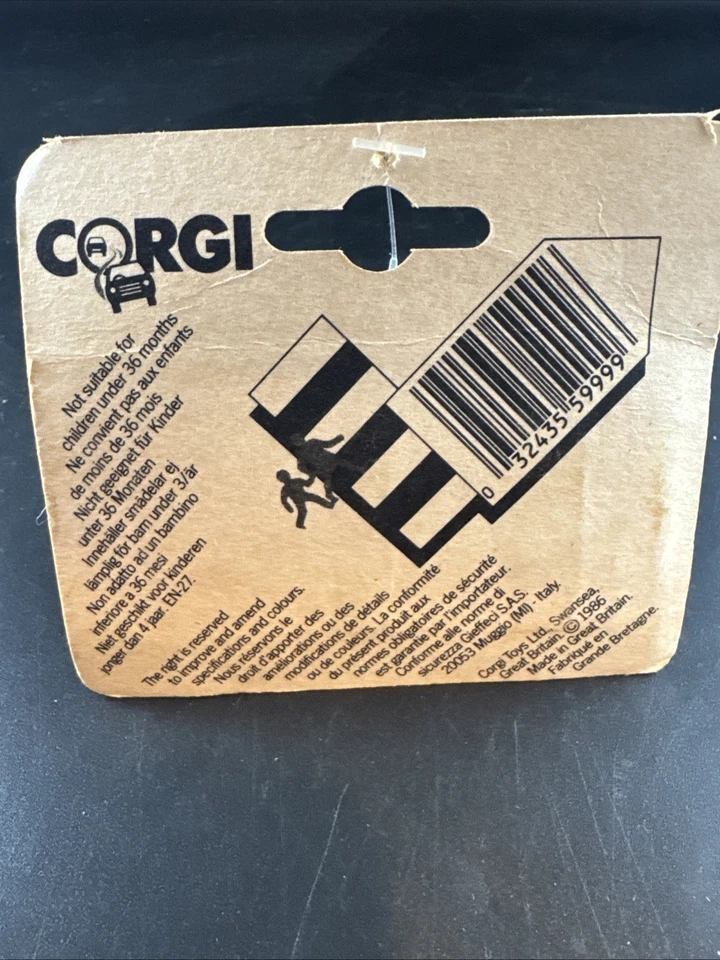 CORGI
Not suitable for
children under 36 months
Ne convient pas aux enfants
de moins de 36 mois
Nicht geeignet für Kinder
unter 36 Monaten
Innehåller smådelar ej
lämplig för barn under 3/år
Non adatto ad un bambino
inferiore a 36 mesi
Niet geschikt voor kinderen
jonger dan 4 jaar. EN-27.
0 32435 59999
The right is reserved
to improve and amend
specifications and colours.
Nous résenons le
droit d'apporter des
améliorations ou des
modifications de détails
ou de couleurs. La conformité
du présent produit aux
normes obligatoires de sécurité
est garantie par l'importateur.
Conforme alle norme di
sicurezza Gieffeci S.A.S.
20053 Muggio (MI) - Italy.
Corgi Toys Ltd., Swansea,
Great Britain. © 1986
Made in Great Britain.
Fabriqué en
Grande Bretagne.